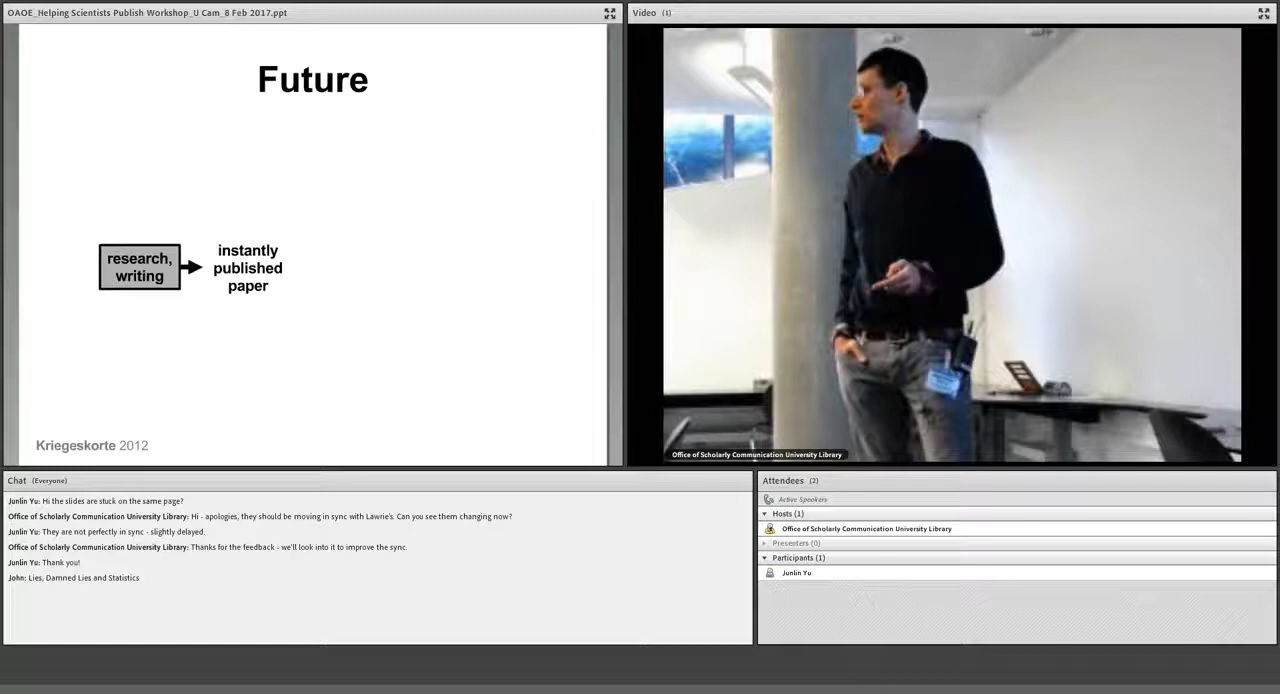 OAOE_Helping Scientists Publish Workshop_U Cam_8 Feb 2017.ppt
Future
research,
writing
instantly
published
paper
Kriegeskorte 2012
Video (1)
Office of Scholarly Communication University Library
Chat (Everyone)
Junlin Yu: Hi the slides are stuck on the same page?
Office of Scholarly Communication University Library: Hi - apologies, they should be moving in sync with Lawrie's. Can you see them changing now?
Junlin Yu: They are not perfectly in sync - slightly delayed.
Office of Scholarly Communication University Library: Thanks for the feedback - we'll look into it to improve the sync.
Junlin Yu: Thank you!
John: Lies, Damned Lies and Statistics
Attendees (2)
Active Speakers
Hosts (1)
Office of Scholarly Communication University Library
Presenters (0)
Participants (1)
Junlin Yu